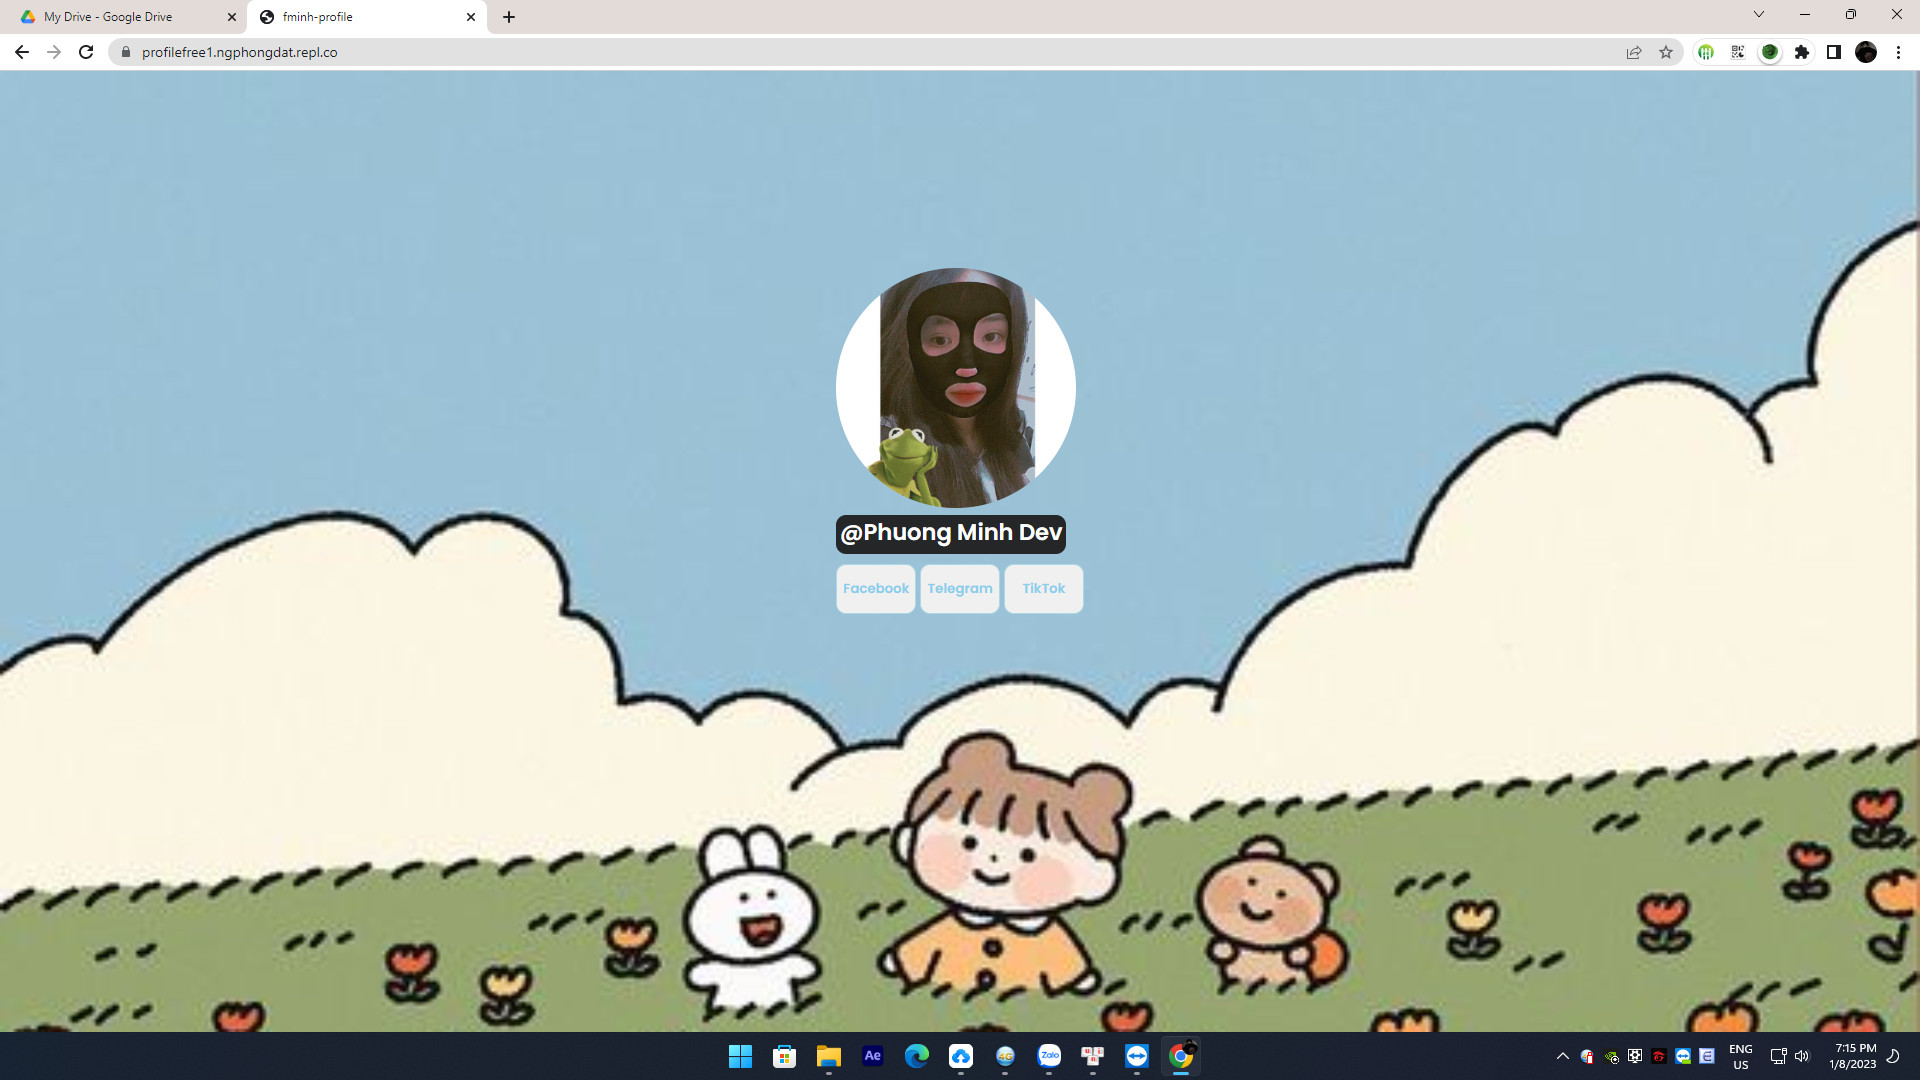 My Drive - Google Drive
fminh-profile
profilefree1.ngphongdat.repl.co
@Phuong Minh Dev
Facebook Telegram TikTok
Ae
4G
Zalo
ENG
US
7:15 PM
1/8/2023